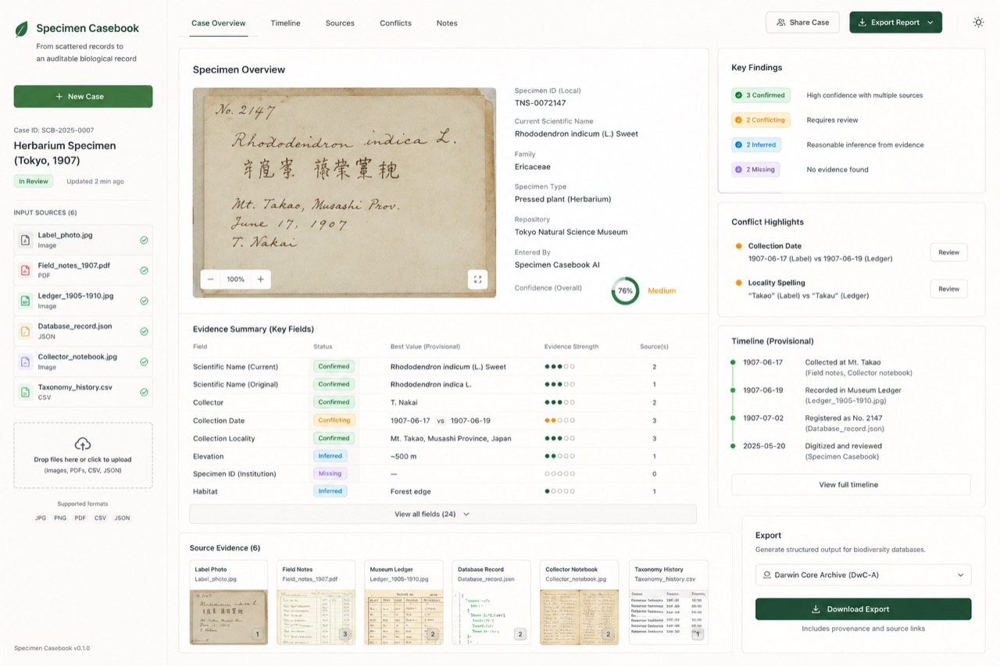 Specimen Casebook
From scattered records to
an auditable biological record
+ New Case
Case ID: SCB-2025-0007
Herbarium Specimen
(Tokyo, 1907)
In Review
Updated 2 min ago
INPUT SOURCES (6)
Label_photo.jpg
Image
Field_notes_1907.pdf
PDF
Ledger_1905-1910.jpg
Image
Database_record.json
JSON
Collector_notebook.jpg
Image
Taxonomy_history.csv
CSV
Drop files here or click to upload
(Images, PDFs, CSV, JSON)
Supported formats
JPG PNG PDF CSV JSON
Specimen Casebook v0.1.0
Case Overview Timeline Sources Conflicts Notes
Share Case
Export Report
Specimen Overview
No. 2147
Rhododendron indica L.
Mt. Takao, Musashi Prov.
June 17, 1907
T. Nakai
− 100% +
Specimen ID (Local)
TNS-0072147
Current Scientific Name
Rhododendron indicum (L.) Sweet
Family
Ericaceae
Specimen Type
Pressed plant (Herbarium)
Repository
Tokyo Natural Science Museum
Entered By
Specimen Casebook AI
Confidence (Overall) 76% Medium
Evidence Summary (Key Fields)
Field Status Best Value (Provisional) Evidence Strength Source(s)
Scientific Name (Current) Confirmed Rhododendron indicum (L.) Sweet 2
Scientific Name (Original) Confirmed Rhododendron indica L. 1
Collector Confirmed T. Nakai 2
Collection Date Conflicting 1907-06-17 vs 1907-06-19 3
Collection Locality Confirmed Mt. Takao, Musashi Province, Japan 3
Elevation Inferred ~500 m 1
Specimen ID (Institution) Missing — 0
Habitat Inferred Forest edge 1
View all fields (24)
Source Evidence (6)
Label Photo
Label_photo.jpg
1
Field Notes
Field_notes_1907.pdf
3
Museum Ledger
Ledger_1905-1910.jpg
2
Database Record
Database_record.json
2
Collector Notebook
Collector_notebook.jpg
2
Taxonomy History
Taxonomy_history.csv
1
Key Findings
3 Confirmed High confidence with multiple sources
2 Conflicting Requires review
2 Inferred Reasonable inference from evidence
2 Missing No evidence found
Conflict Highlights
Collection Date
1907-06-17 (Label) vs 1907-06-19 (Ledger)
Review
Locality Spelling
"Takao" (Label) vs "Takau" (Ledger)
Review
Timeline (Provisional)
1907-06-17 Collected at Mt. Takao
(Field notes, Collector notebook)
1907-06-19 Recorded in Museum Ledger
(Ledger_1905-1910.jpg)
1907-07-02 Registered as No. 2147
(Database_record.json)
2025-05-20 Digitized and reviewed
(Specimen Casebook)
View full timeline
Export
Generate structured output for biodiversity databases.
Darwin Core Archive (DwC-A)
Download Export
Includes provenance and source links